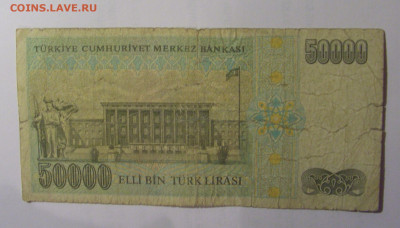 COINS.LAVE.RU
TÜRKİYE CUMHURİYET MERKEZ BANKASI
50000
50000
ELLİ BİN TÜRK LİRASI